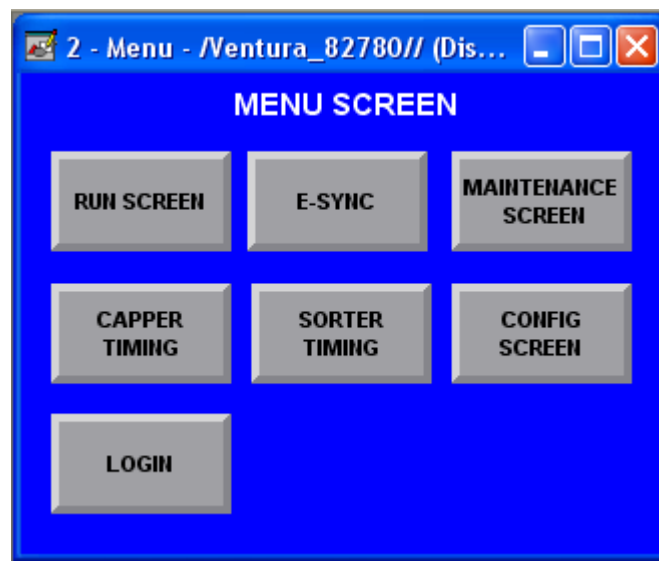 2 - Menu - /Ventura_82780// (Dis...
MENU SCREEN
RUN SCREEN
E-SYNC
MAINTENANCE
SCREEN
CAPPER
TIMING
SORTER
TIMING
CONFIG
SCREEN
LOGIN